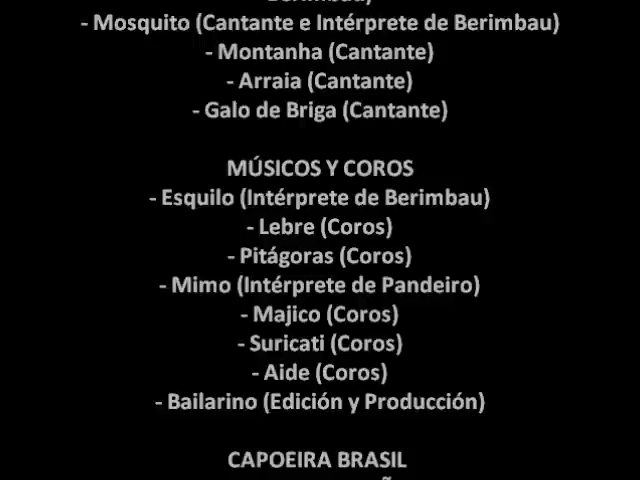 Berimbau)
- Mosquito (Cantante e Intérprete de Berimbau)
- Montanha (Cantante)
- Arraia (Cantante)
- Galo de Briga (Cantante)
MÚSICOS Y COROS
- Esquilo (Intérprete de Berimbau)
- Lebre (Coros)
- Pitágoras (Coros)
- Mimo (Intérprete de Pandeiro)
- Majico (Coros)
- Suricati (Coros)
- Aide (Coros)
- Bailarino (Edición y Producción)
CAPOEIRA BRASIL